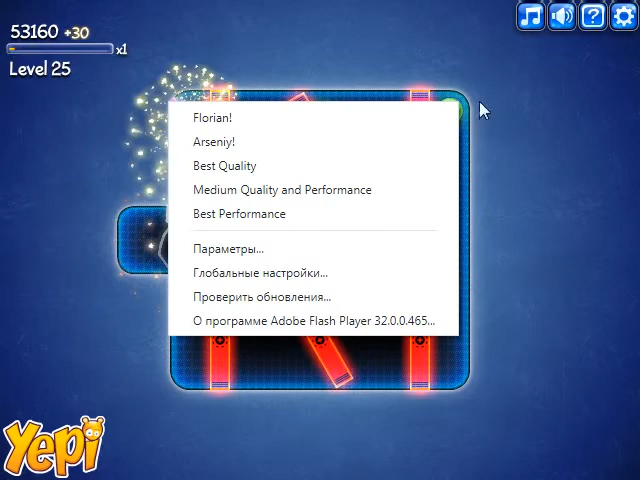 53160 +30
x1
Level 25
Florian!
Arseniy!
Best Quality
Medium Quality and Performance
Best Performance
Параметры...
Глобальные настройки...
Проверить обновления...
О программе Adobe Flash Player 32.0.0.465...
Yepi